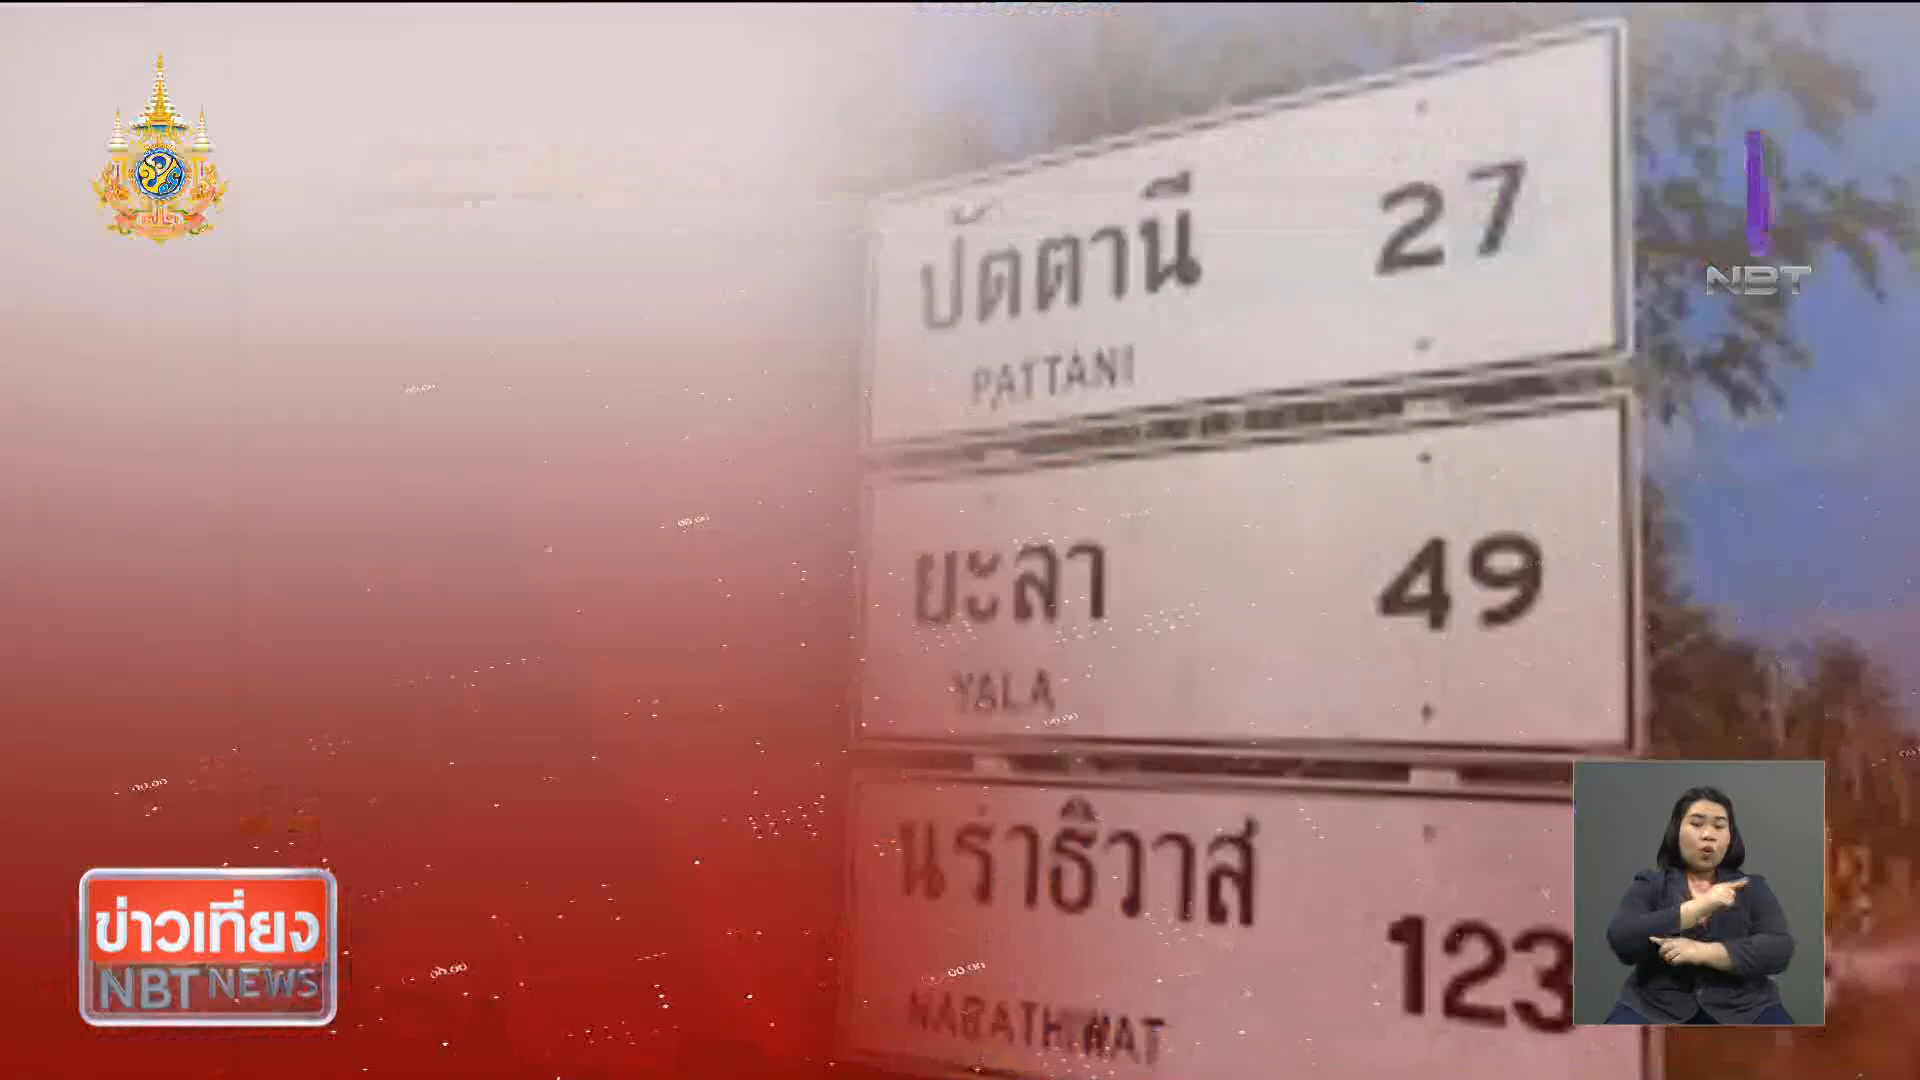 ปัตตานี 27
PATTANI
ยะลา 49
YALA
นราธิวาส 123
NARATHIWAT
NBT
ข่าวเที่ยง
NBT NEWS